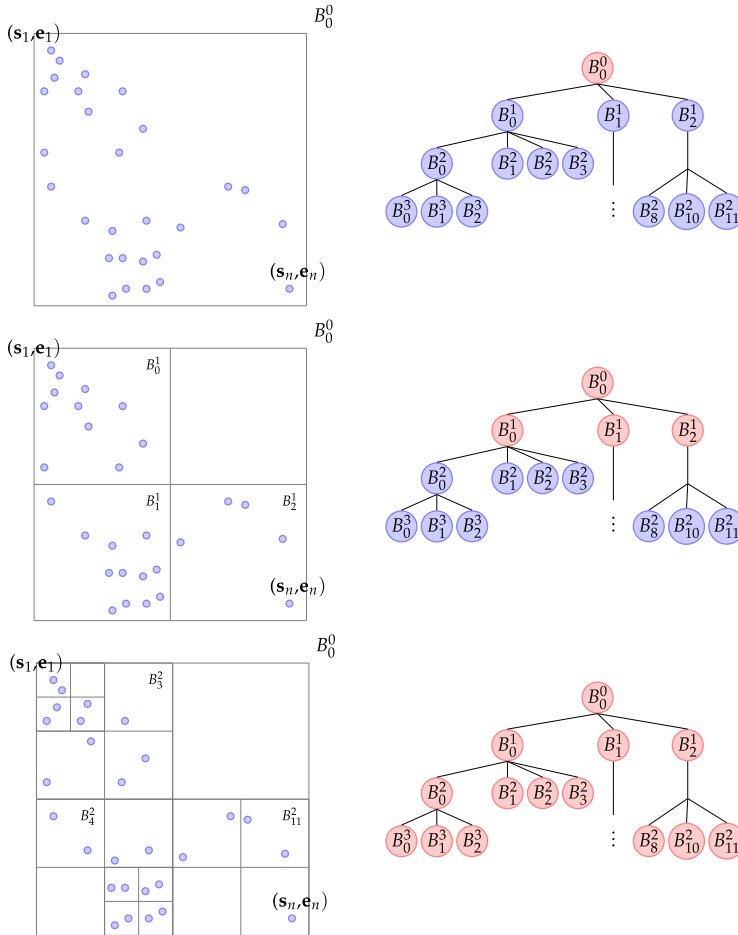 B_0^0
(s_1,e_1)
(s_n,e_n)
B_0^0
B_0^1 B_1^1 B_2^1
B_0^2 B_1^2 B_2^2 B_3^2
B_0^3 B_1^3 B_2^3 ⋮ B_8^2 B_10^2 B_11^2
B_0^0
(s_1,e_1)
B_0^1
B_1^1 B_2^1
(s_n,e_n)
B_0^0
B_0^1 B_1^1 B_2^1
B_0^2 B_1^2 B_2^2 B_3^2
B_0^3 B_1^3 B_2^3 ⋮ B_8^2 B_10^2 B_11^2
B_0^0
(s_1,e_1)
B_3^2
B_4^2 B_11^2
(s_n,e_n)
B_0^0
B_0^1 B_1^1 B_2^1
B_0^2 B_1^2 B_2^2 B_3^2
B_0^3 B_1^3 B_2^3 ⋮ B_8^2 B_10^2 B_11^2